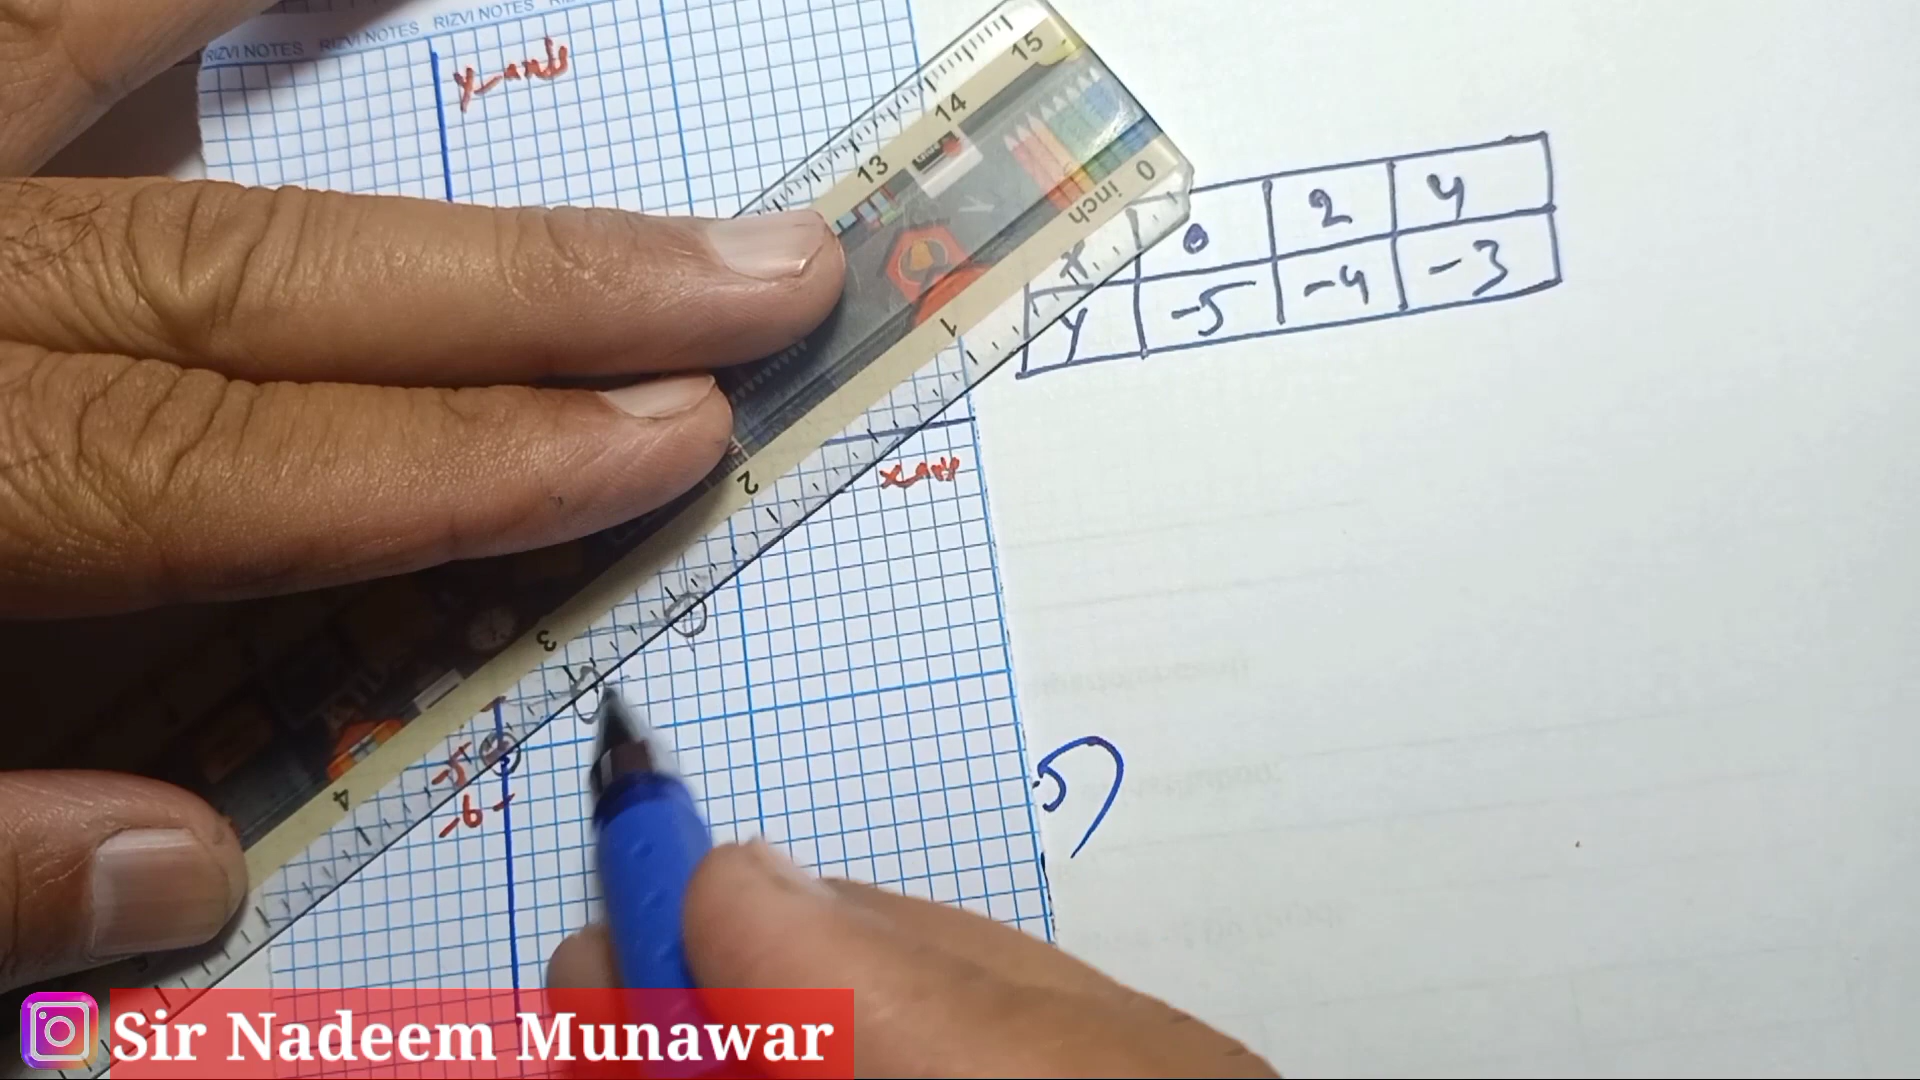 RIZVI NOTES RIZVI NOTES RIZVI NOTES
y-axis
15
14
13
0
inch
1
x 0 2 4
y -5 -4 -3
x-axis
2
3
-5
-6
4
-5)
Sir Nadeem Munawar